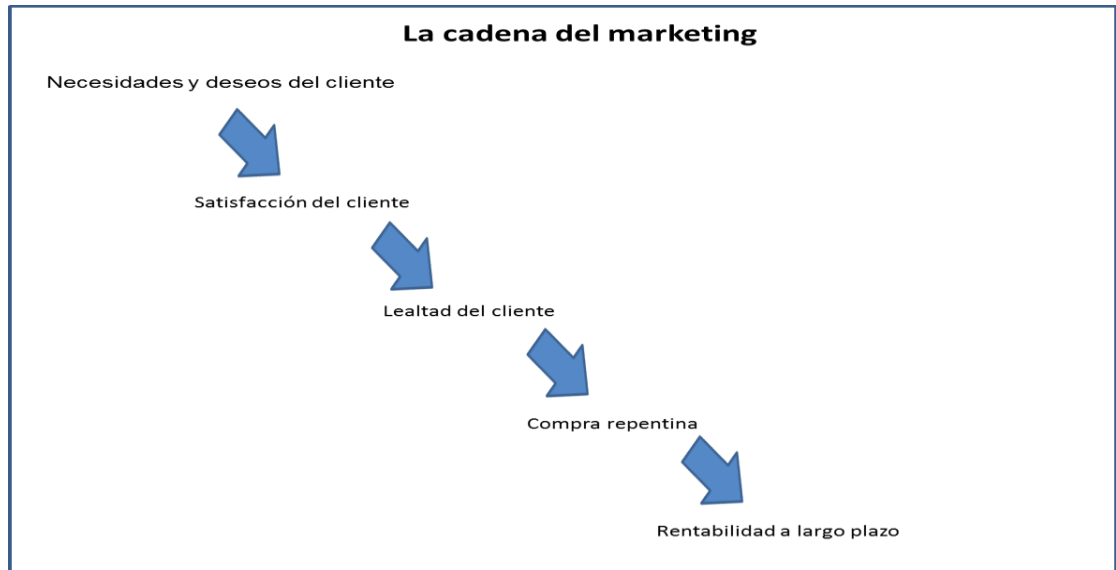 La cadena del marketing
Necesidades y deseos del cliente
Satisfacción del cliente
Lealtad del cliente
Compra repentina
Rentabilidad a largo plazo